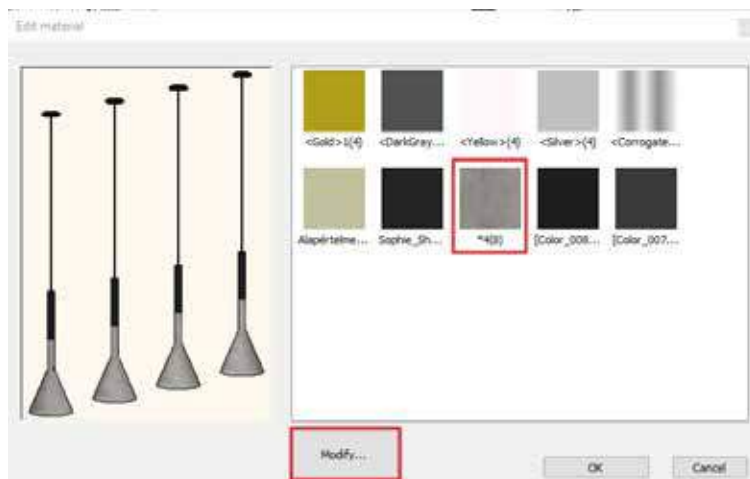 Edit material
<Gold>1(4) <DarkGray... <Yellow>(4) <Silver>(4) <Corrogate...
Alapértelme... Sophie_Sh... *4(8) [Color_008... [Color_007...
Modify...
OK Cancel